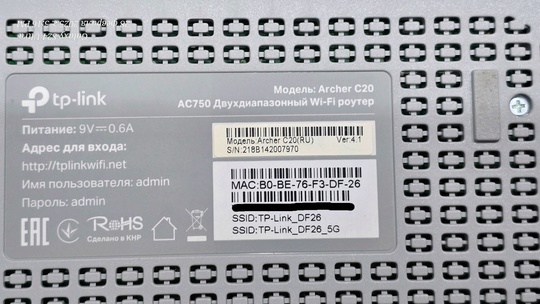 tp-link
Модель: Archer C20
AC750 Двухдиапазонный Wi-Fi роутер
Питание: 9V⎓0.6A
Адрес для входа:
http://tplinkwifi.net
Имя пользователя: admin
Пароль: admin
EAC
RoHS
Сделано в КНР
Модель:Archer C20(RU) Ver:4.1
S/N:218B142007970
MAC:B0-BE-76-F3-DF-26
SSID:TP-Link_DF26
SSID:TP-Link_DF26_5G